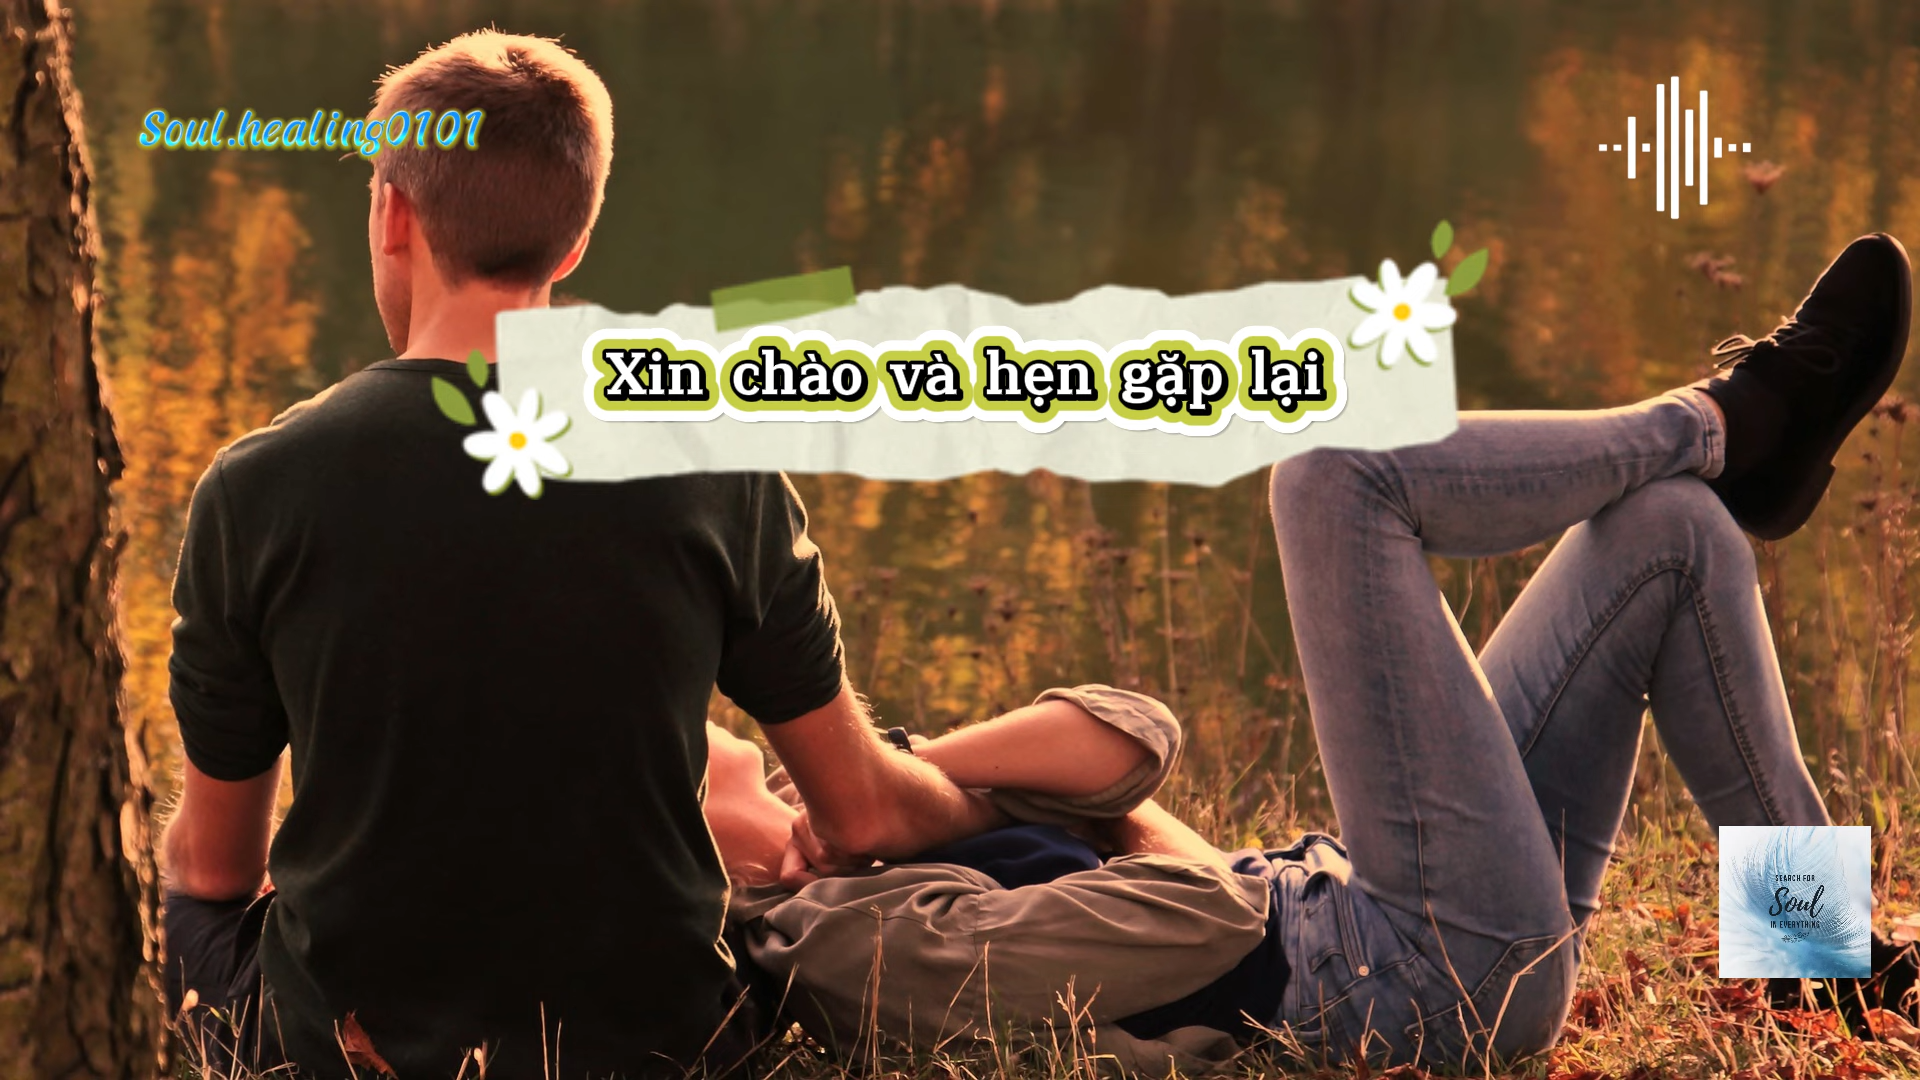 Soul.healing0101
Xin chào và hẹn gặp lại
SEARCH FOR
Soul
IN EVERYTHING